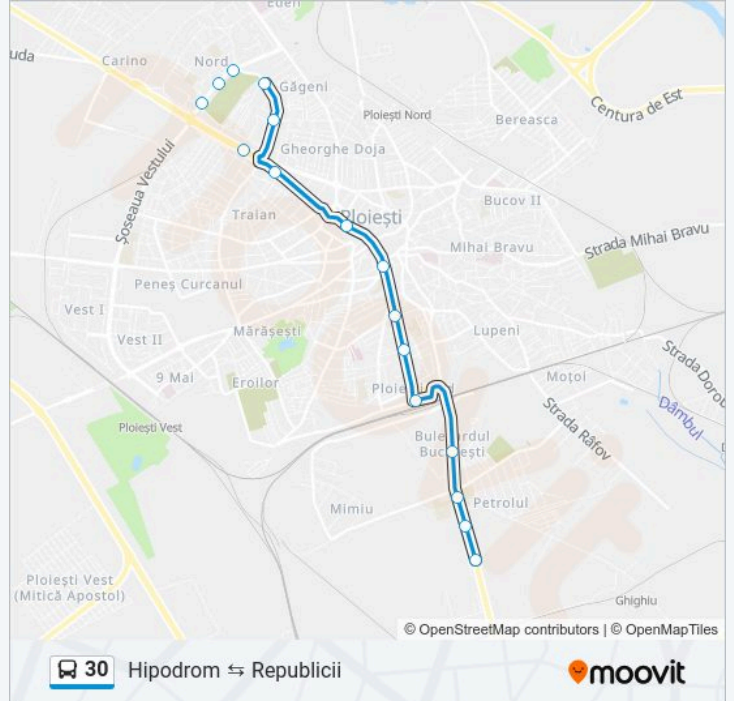 Eden
uda
Carino
Nord
Găgeni
Centura de Est
Ploiești Nord
Bereasca
Gheorghe Doja
Șoseaua Vestului
Bucov II
Traian
Ploiești
Strada Mihai Bravu
Mihai Bravu
Peneș Curcanul
Vest I
Mărășești
Lupeni
Vest II
9 Mai
Eroilor
Moțoi
Strada Dorob
Dâmbul
Ploiești Vest
Strada Râfov
Bulevardul
București
Mimiu
Petrolul
Ploiești Vest
(Mitică Apostol)
Ghighiu
© OpenStreetMap contributors | © OpenMapTiles
30 Hipodrom ⇆ Republicii
moovit